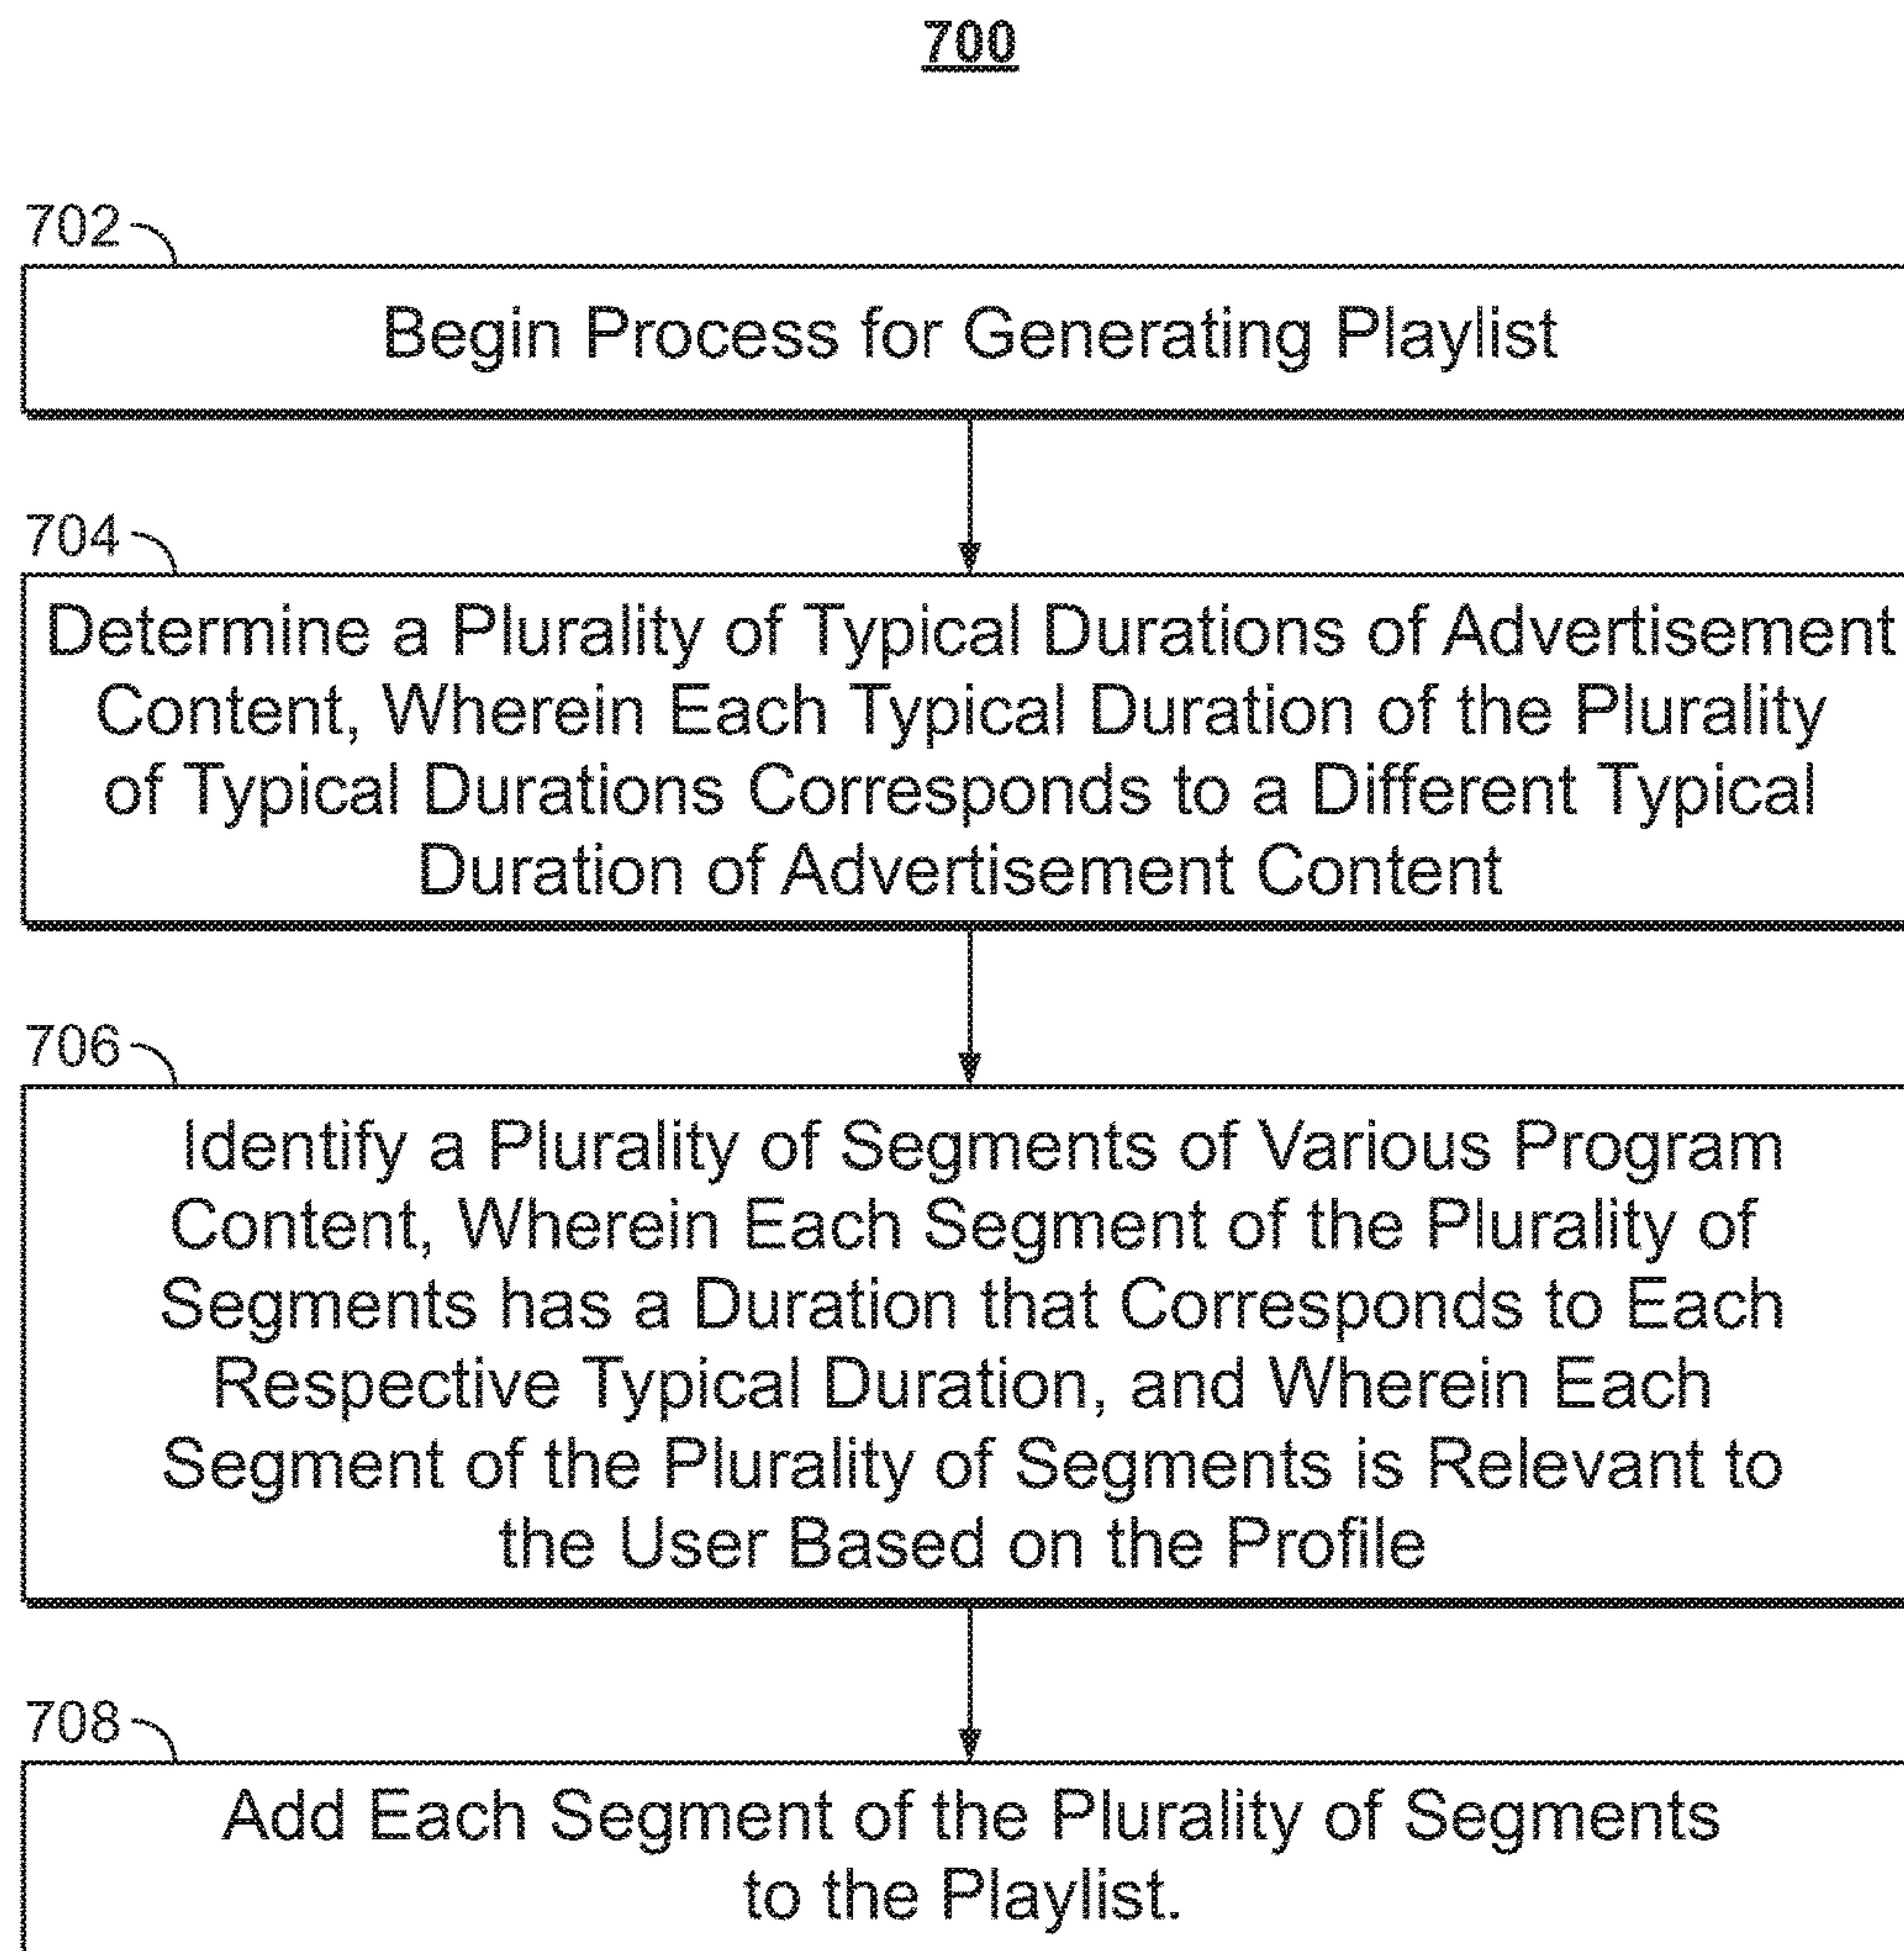 700
702
Begin Process for Generating Playlist
704
Determine a Plurality of Typical Durations of Advertisement
Content, Wherein Each Typical Duration of the Plurality
of Typical Durations Corresponds to a Different Typical
Duration of Advertisement Content
706
Identify a Plurality of Segments of Various Program
Content, Wherein Each Segment of the Plurality of
Segments has a Duration that Corresponds to Each
Respective Typical Duration, and Wherein Each
Segment of the Plurality of Segments is Relevant to
the User Based on the Profile
708
Add Each Segment of the Plurality of Segments
to the Playlist.